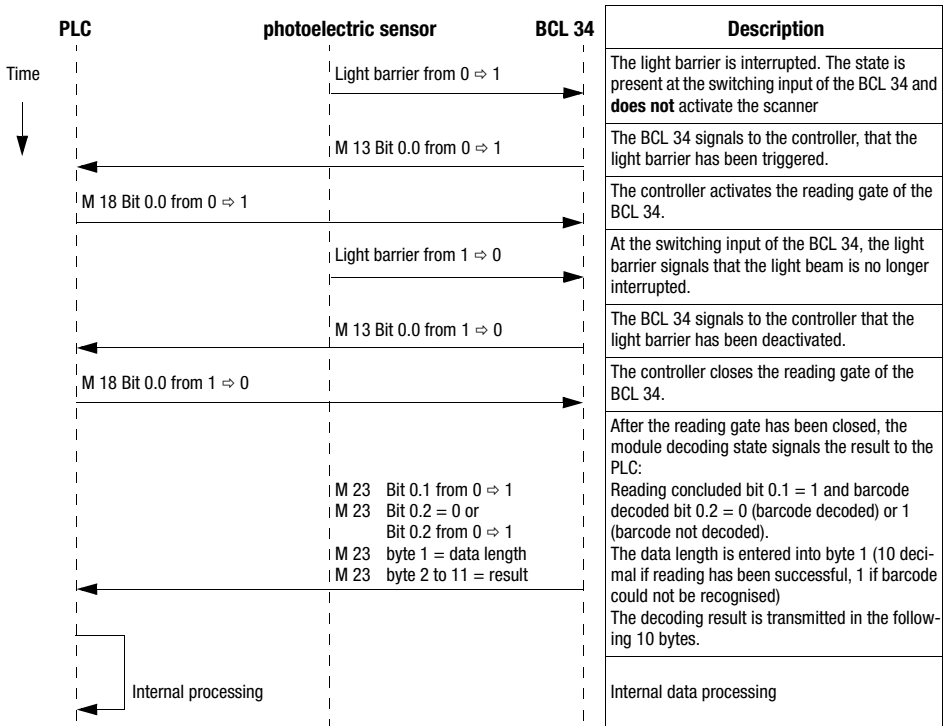 PLC photoelectric sensor BCL 34 Description
Time
Light barrier from 0 ⇨ 1
The light barrier is interrupted. The state is
present at the switching input of the BCL 34 and
does not activate the scanner
M 13 Bit 0.0 from 0 ⇨ 1
The BCL 34 signals to the controller, that the
light barrier has been triggered.
M 18 Bit 0.0 from 0 ⇨ 1
The controller activates the reading gate of the
BCL 34.
Light barrier from 1 ⇨ 0
At the switching input of the BCL 34, the light
barrier signals that the light beam is no longer
interrupted.
M 13 Bit 0.0 from 1 ⇨ 0
The BCL 34 signals to the controller that the
light barrier has been deactivated.
M 18 Bit 0.0 from 1 ⇨ 0
The controller closes the reading gate of the
BCL 34.
M 23 Bit 0.1 from 0 ⇨ 1
M 23 Bit 0.2 = 0 or
Bit 0.2 from 0 ⇨ 1
M 23 byte 1 = data length
M 23 byte 2 to 11 = result
After the reading gate has been closed, the
module decoding state signals the result to the
PLC:
Reading concluded bit 0.1 = 1 and barcode
decoded bit 0.2 = 0 (barcode decoded) or 1
(barcode not decoded).
The data length is entered into byte 1 (10 deci-
mal if reading has been successful, 1 if barcode
could not be recognised)
The decoding result is transmitted in the follow-
ing 10 bytes.
Internal processing
Internal data processing